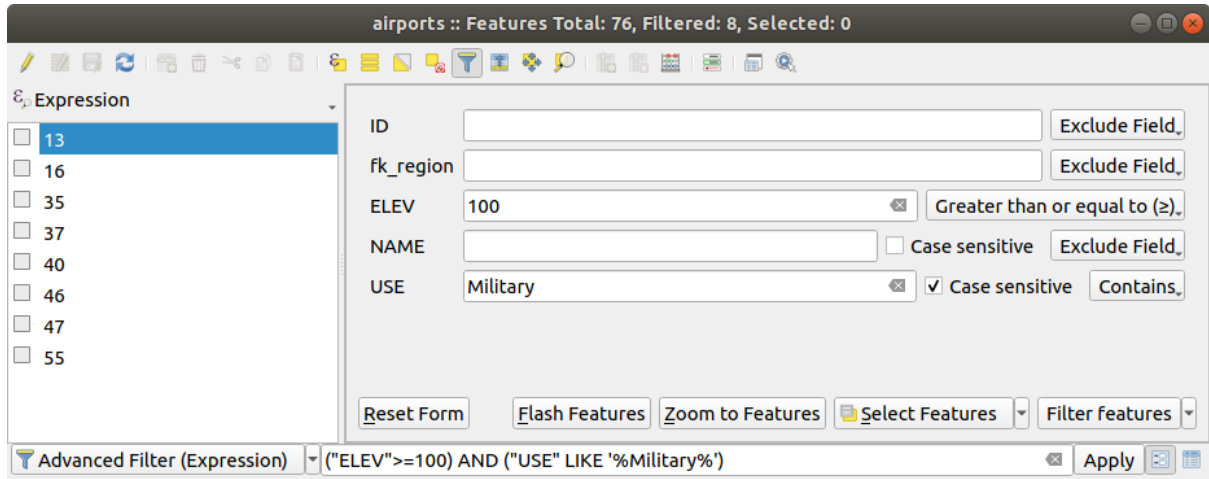 airports :: Features Total: 76, Filtered: 8, Selected: 0
Expression
13
16
35
37
40
46
47
55
ID Exclude Field
fk_region Exclude Field
ELEV 100 Greater than or equal to (≥)
NAME Case sensitive Exclude Field
USE Military Case sensitive Contains
Reset Form Flash Features Zoom to Features Select Features Filter features
Advanced Filter (Expression) ("ELEV">=100) AND ("USE" LIKE '%Military%') Apply